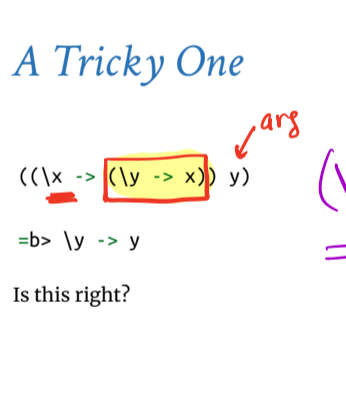 A Tricky One
arg
((\x -> (\y -> x)) y)
=b> \y -> y
Is this right?